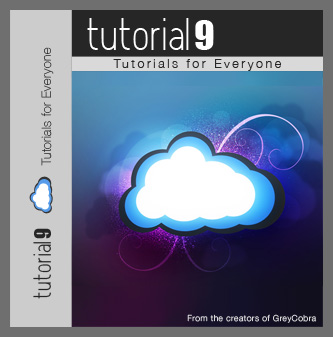 tutorial9
Tutorials for Everyone
From the creators of GreyCobra
Tutorials for Everyone
tutorial9